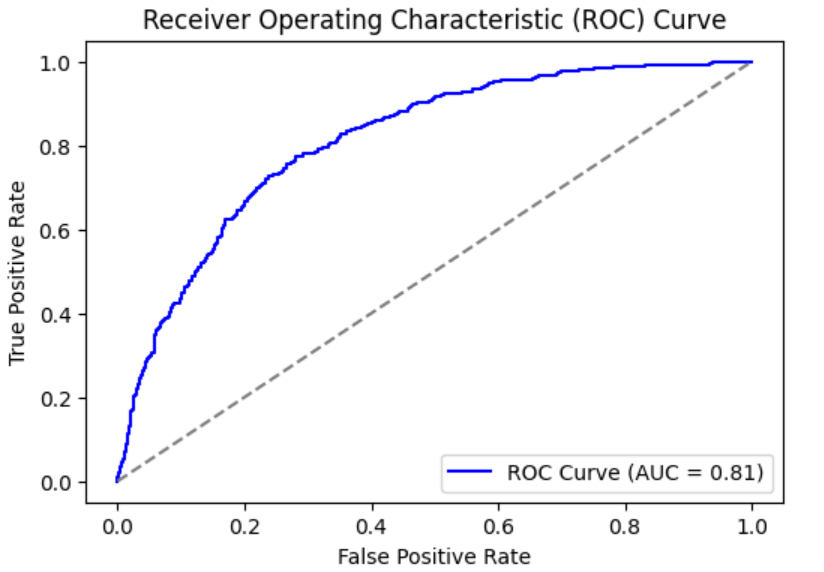 Receiver Operating Characteristic (ROC) Curve
1.0
0.8
0.6
0.4
0.2
0.0
True Positive Rate
ROC Curve (AUC = 0.81)
0.0 0.2 0.4 0.6 0.8 1.0
False Positive Rate